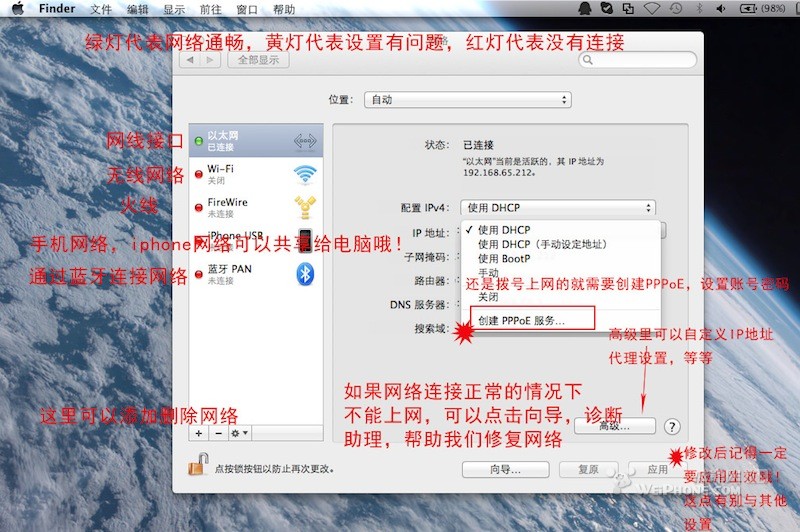 Finder 文件 编辑 显示 前往 窗口 帮助 (98%)
绿灯代表网络通畅，黄灯代表设置有问题，红灯代表没有连接
全部显示
位置： 自动
网线接口
以太网
已连接
无线网络
Wi-Fi
关闭
火线
FireWire
未连接
iPhone USB
手机网络，iphone网络可以共享给电脑哦！
通过蓝牙连接网络
蓝牙 PAN
未连接
状态： 已连接
“以太网”当前是活跃的，其 IP 地址为
192.168.65.212。
配置 IPv4： 使用 DHCP
IP 地址： ✓ 使用 DHCP
使用 DHCP（手动设定地址）
子网掩码： 使用 BootP
手动
路由器： 还是拨号上网的就需要创建PPPoE，设置账号密码
关闭
DNS 服务器：
创建 PPPoE 服务…
搜索域：
高级里可以自定义IP地址
代理设置，等等
如果网络连接正常的情况下
不能上网，可以点击向导，诊断
助理，帮助我们修复网络
这里可以添加删除网络
高级… ?
点按锁按钮以防止再次更改。
向导… 复原 应用
修改后记得一定
要应用生效哦！
这点有别与其他
设置
WEIPHONE.COM